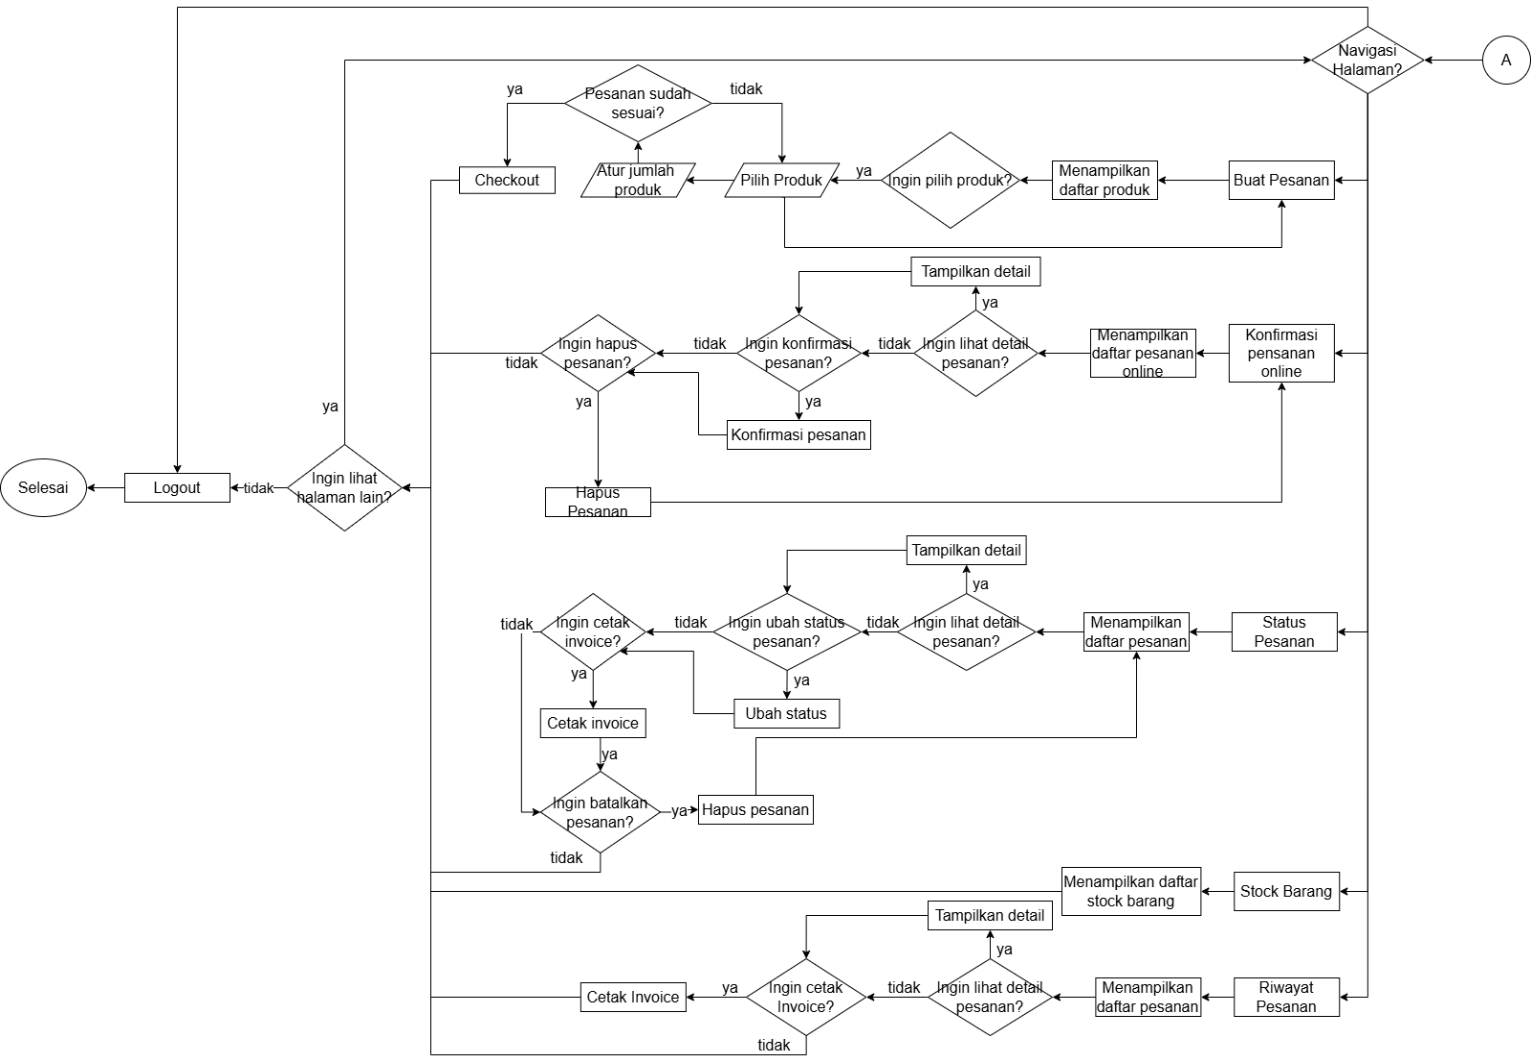 Navigasi
Halaman?
A
ya
Pesanan sudah
sesuai?
tidak
Checkout
Atur jumlah
produk
Pilih Produk
ya
Ingin pilih produk?
Menampilkan
daftar produk
Buat Pesanan
Tampilkan detail
ya
Ingin hapus
pesanan?
tidak
tidak
Ingin konfirmasi
pesanan?
tidak
Ingin lihat detail
pesanan?
Menampilkan
daftar pesanan
online
Konfirmasi
pensanan
online
ya
ya
ya
Konfirmasi pesanan
Selesai
Logout
tidak
Ingin lihat
halaman lain?
Hapus
Pesanan
Tampilkan detail
ya
tidak
Ingin cetak
invoice?
tidak
Ingin ubah status
pesanan?
tidak
Ingin lihat detail
pesanan?
Menampilkan
daftar pesanan
Status
Pesanan
ya
ya
Cetak invoice
Ubah status
ya
Ingin batalkan
pesanan?
ya
Hapus pesanan
tidak
Menampilkan daftar
stock barang
Stock Barang
Tampilkan detail
ya
Cetak Invoice
ya
Ingin cetak
Invoice?
tidak
Ingin lihat detail
pesanan?
Menampilkan
daftar pesanan
Riwayat
Pesanan
tidak